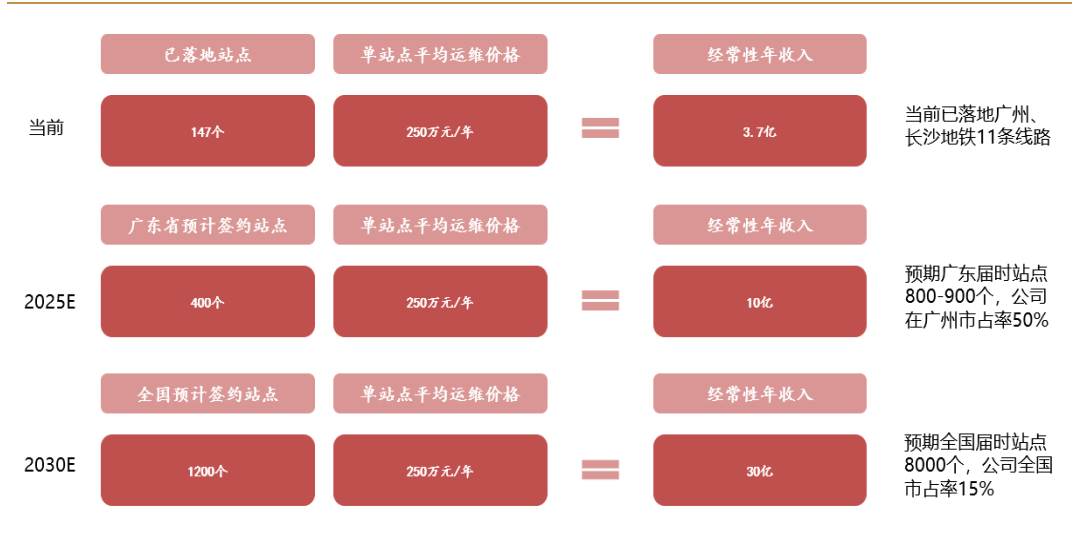 已落地站点
单站点平均运维价格
经常性年收入
当前
147个
250万元/年
3.7亿
当前已落地广州、
长沙地铁11条线路
广东省预计签约站点
单站点平均运维价格
经常性年收入
2025E
400个
250万元/年
10亿
预期广东届时站点
800-900个，公司
在广州市占率50%
全国预计签约站点
单站点平均运维价格
经常性年收入
2030E
1200个
250万元/年
30亿
预期全国届时站点
8000个，公司全国
市占率15%